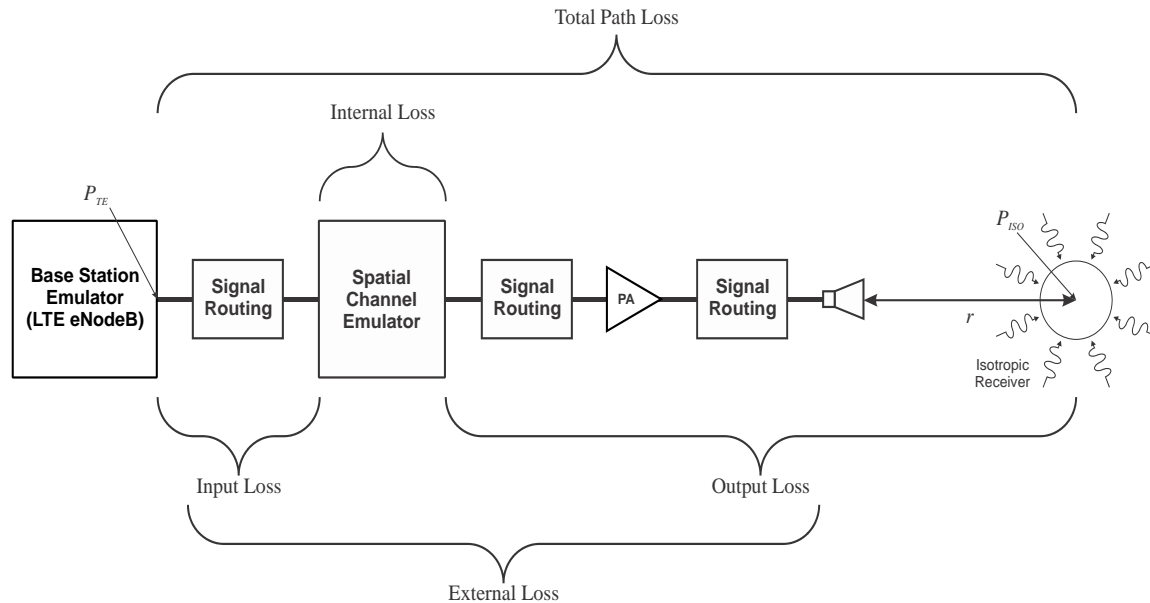 Total Path Loss
Internal Loss
P_TE
P_ISO
Base Station
Emulator
(LTE eNodeB)
Signal
Routing
Spatial
Channel
Emulator
Signal
Routing
PA
Signal
Routing
r
Isotropic
Receiver
Input Loss
Output Loss
External Loss